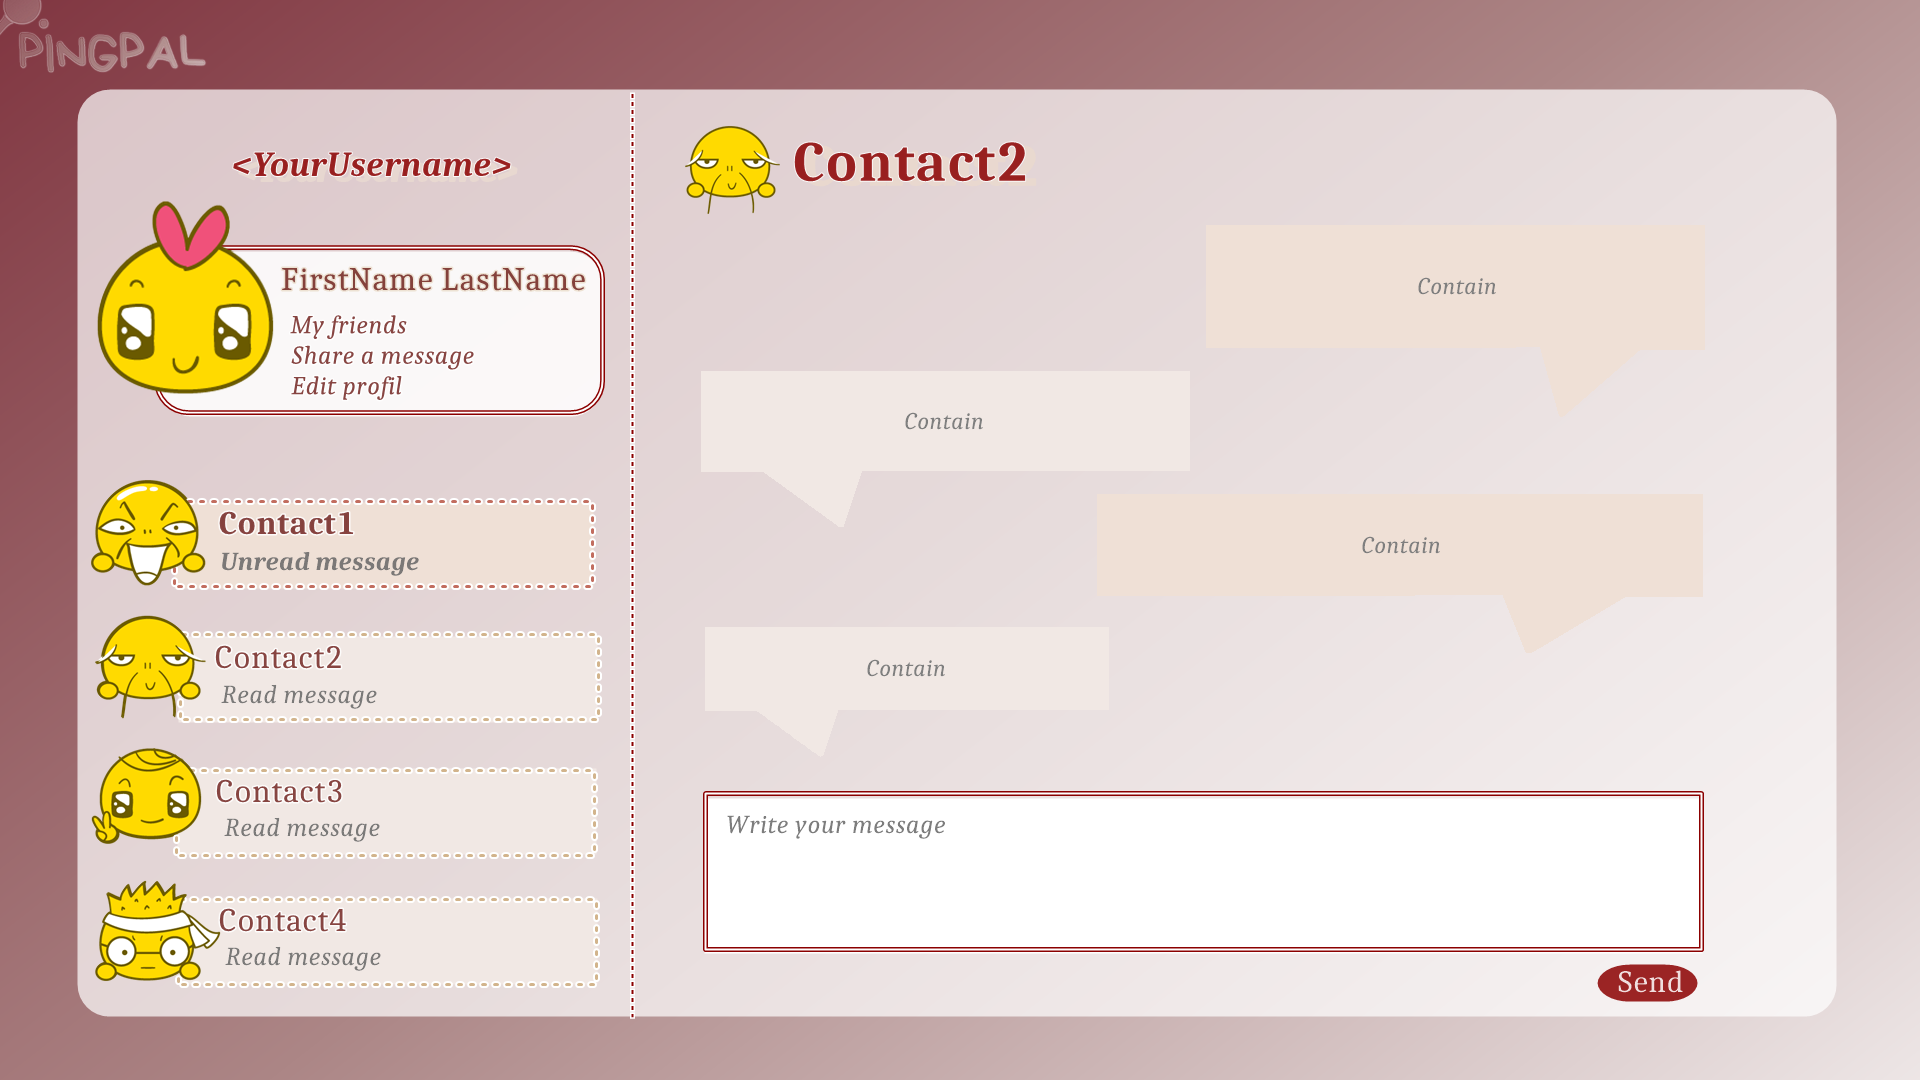 PINGPAL
<YourUsername>
FirstName LastName
My friends
Share a message
Edit profil
Contact1
Unread message
Contact2
Read message
Contact3
Read message
Contact4
Read message
Contact2
Contain
Contain
Contain
Contain
Write your message
Send